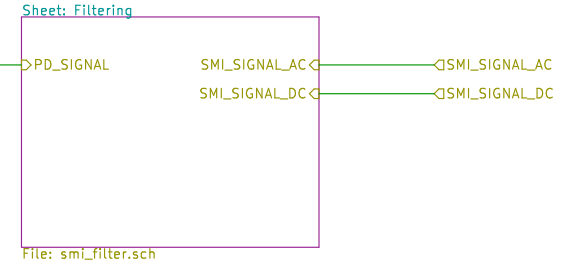 Sheet: Filtering
PD_SIGNAL
SMI_SIGNAL_AC
SMI_SIGNAL_AC
SMI_SIGNAL_DC
SMI_SIGNAL_DC
File: smi_filter.sch